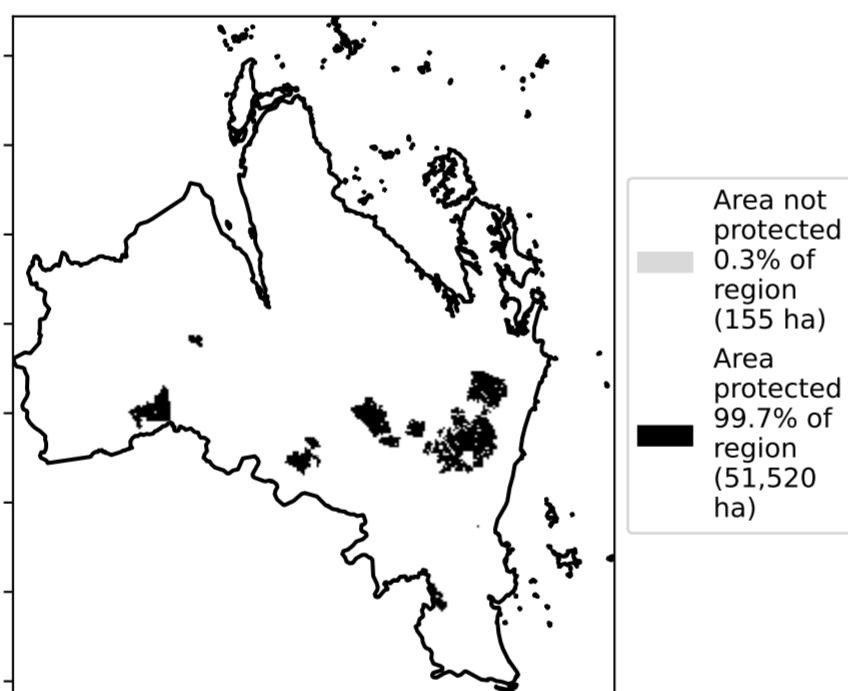 Area not
protected
0.3% of
region
(155 ha)
Area
protected
99.7% of
region
(51,520
ha)